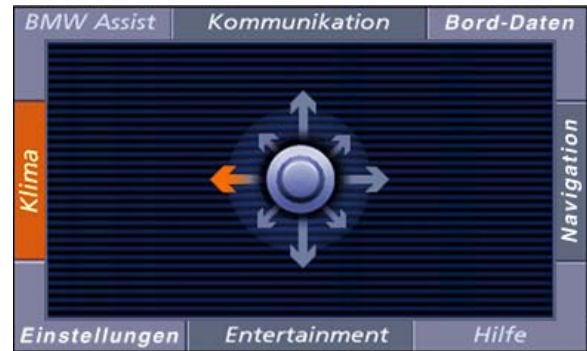 BMW Assist
Kommunikation
Bord-Daten
Klima
Navigation
Einstellungen
Entertainment
Hilfe